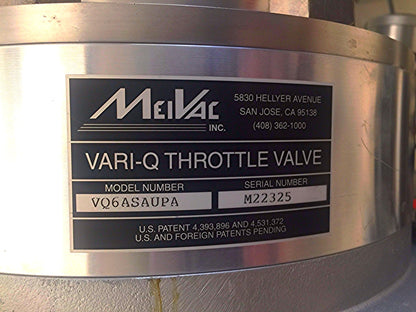 MEIVAC
INC.
5830 HELLYER AVENUE
SAN JOSE, CA 95138
(408) 362-1000
VARI-Q THROTTLE VALVE
MODEL NUMBER
SERIAL NUMBER
VQ6ASAUPA
M22325
U.S. PATENT 4,393,896 AND 4,531,372
U.S. AND FOREIGN PATENTS PENDING